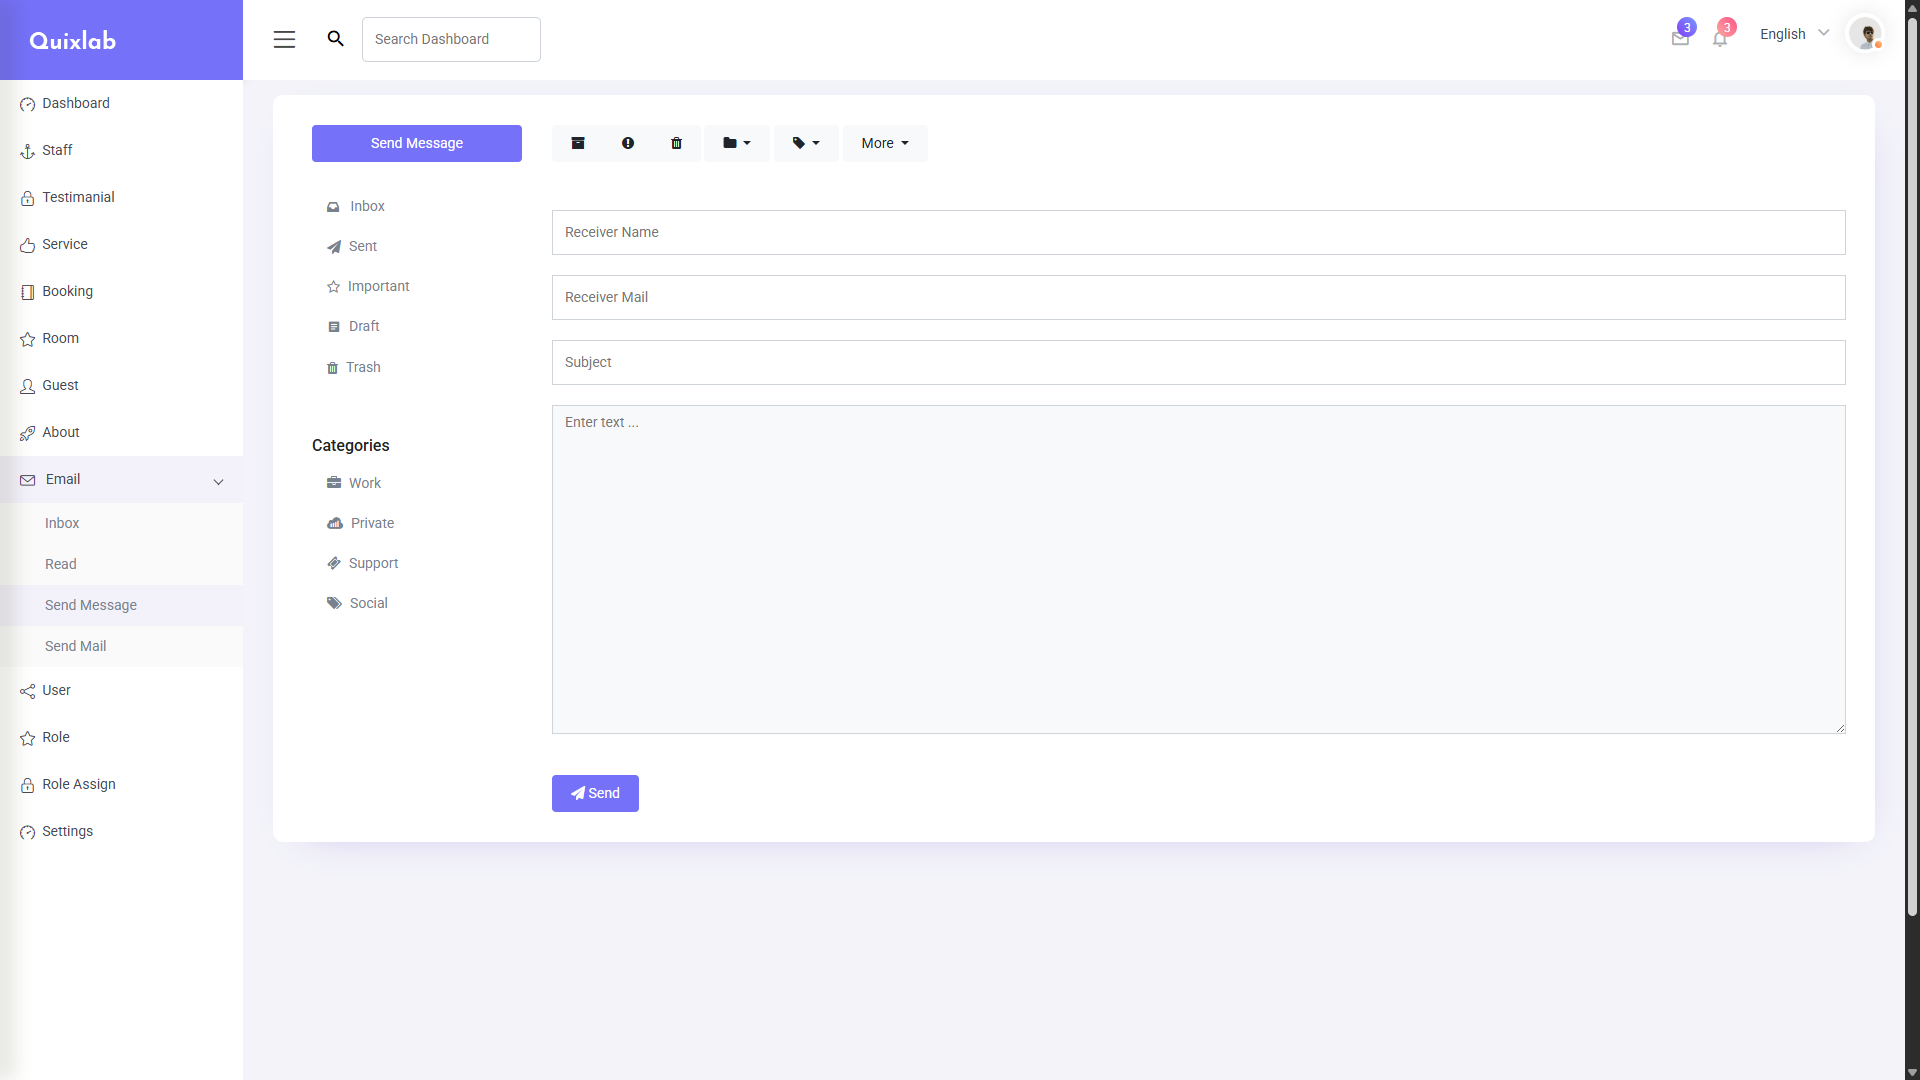 Quixlab
Search Dashboard
3
3
English
Dashboard
Staff
Testimanial
Service
Booking
Room
Guest
About
Email
Inbox
Read
Send Message
Send Mail
User
Role
Role Assign
Settings
Send Message
Inbox
Sent
Important
Draft
Trash
Categories
Work
Private
Support
Social
More
Receiver Name
Receiver Mail
Subject
Enter text ...
Send